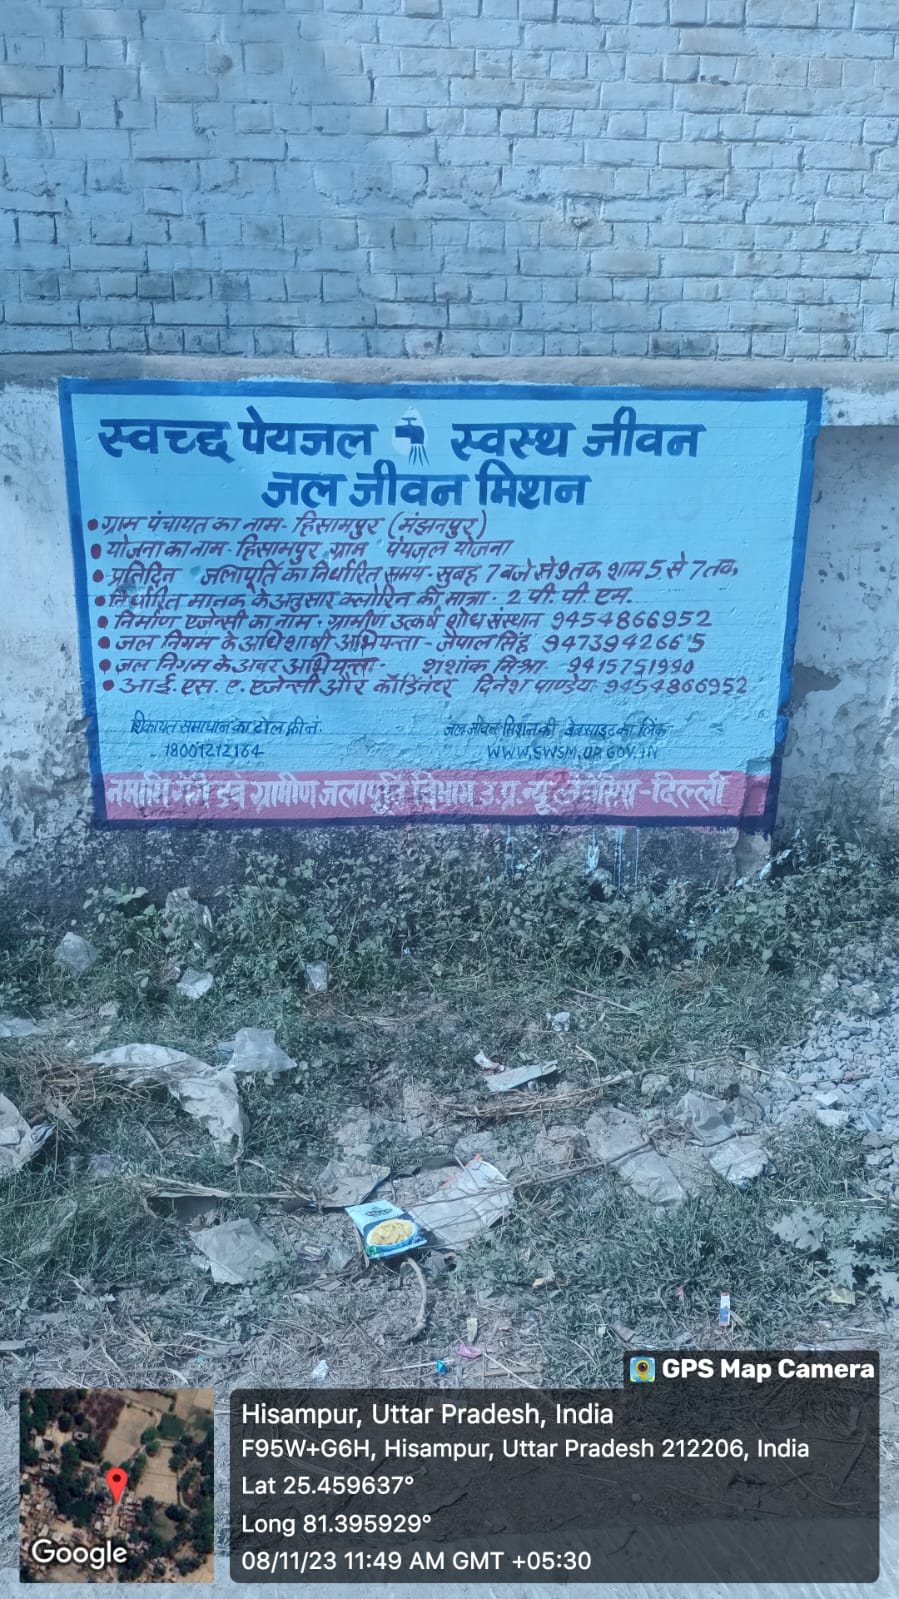 स्वच्छ पेयजल स्वस्थ जीवन
जल जीवन मिशन
• ग्राम पंचायत का नाम - हिसामपुर (मंझनपुर)
• योजना का नाम - हिसामपुर ग्राम पेयजल योजना
• प्रतिदिन जलापूर्ति का निर्धारित समय - सुबह 7 बजे से 9 तक शाम 5 से 7 तक,
• निर्धारित मानक के अनुसार क्लोरिन की मात्रा - 2 पी. पी. एम.
• निर्माण एजेन्सी का नाम - ग्रामीण उत्कर्ष शोध संस्थान 9454866952
• जल निगम के अधिशाषी अभियन्ता - जैपाल सिंह 9473942665
• जल निगम के अवर अभियन्ता - शशांक मिश्रा - 9415751990
• आई. एस. ए. एजेन्सी और कॉर्डिनेटर दिनेश पाण्डेय 9454866952
शिकायत समाधान का टोल फ्री नं.
18001212164
जल जीवन मिशन की वेबसाइट का लिंक
WWW.SWSM.UP.GOV.IN
नमामि गंगे एवं ग्रामीण जलापूर्ति विभाग उ.प्र. न्यू - दिल्ली
GPS Map Camera
Hisampur, Uttar Pradesh, India
F95W+G6H, Hisampur, Uttar Pradesh 212206, India
Lat 25.459637°
Long 81.395929°
08/11/23 11:49 AM GMT +05:30
Google